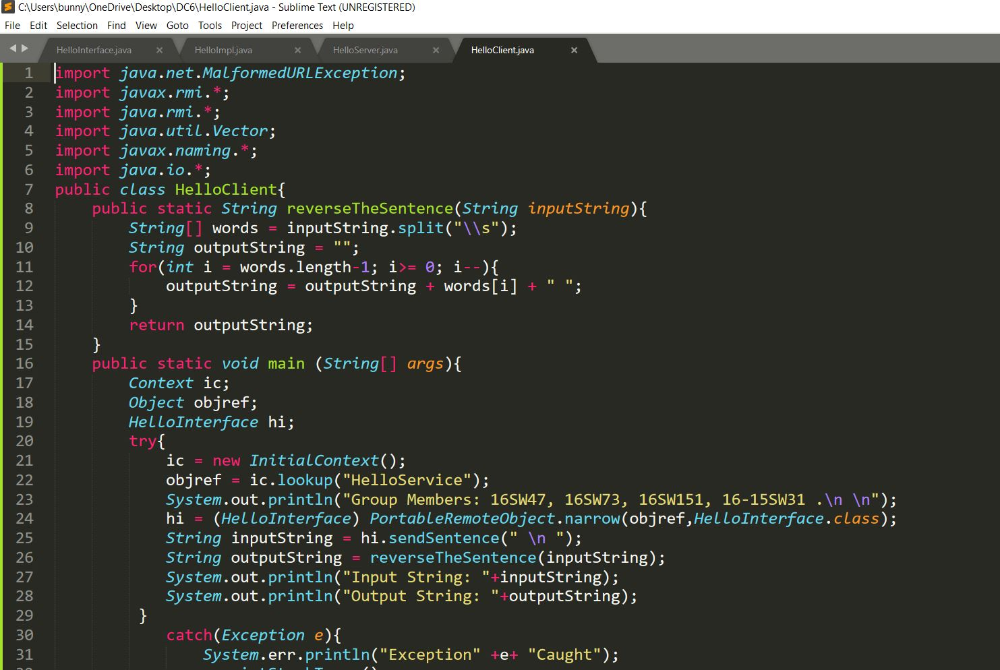 C:\Users\bunny\OneDrive\Desktop\DC6\HelloClient.java - Sublime Text (UNREGISTERED)
File Edit Selection Find View Goto Tools Project Preferences Help
HelloInterface.java × HelloImpl.java × HelloServer.java × HelloClient.java ×
1 import java.net.MalformedURLException;
2 import javax.rmi.*;
3 import java.rmi.*;
4 import java.util.Vector;
5 import javax.naming.*;
6 import java.io.*;
7 public class HelloClient{
8 public static String reverseTheSentence(String inputString){
9 String[] words = inputString.split("\\s");
10 String outputString = "";
11 for(int i = words.length-1; i>= 0; i--){
12 outputString = outputString + words[i] + " ";
13 }
14 return outputString;
15 }
16 public static void main (String[] args){
17 Context ic;
18 Object objref;
19 HelloInterface hi;
20 try{
21 ic = new InitialContext();
22 objref = ic.lookup("HelloService");
23 System.out.println("Group Members: 16SW47, 16SW73, 16SW151, 16-15SW31 .\n \n");
24 hi = (HelloInterface) PortableRemoteObject.narrow(objref,HelloInterface.class);
25 String inputString = hi.sendSentence(" \n ");
26 String outputString = reverseTheSentence(inputString);
27 System.out.println("Input String: "+inputString);
28 System.out.println("Output String: "+outputString);
29 }
30 catch(Exception e){
31 System.err.println("Exception" +e+ "Caught");